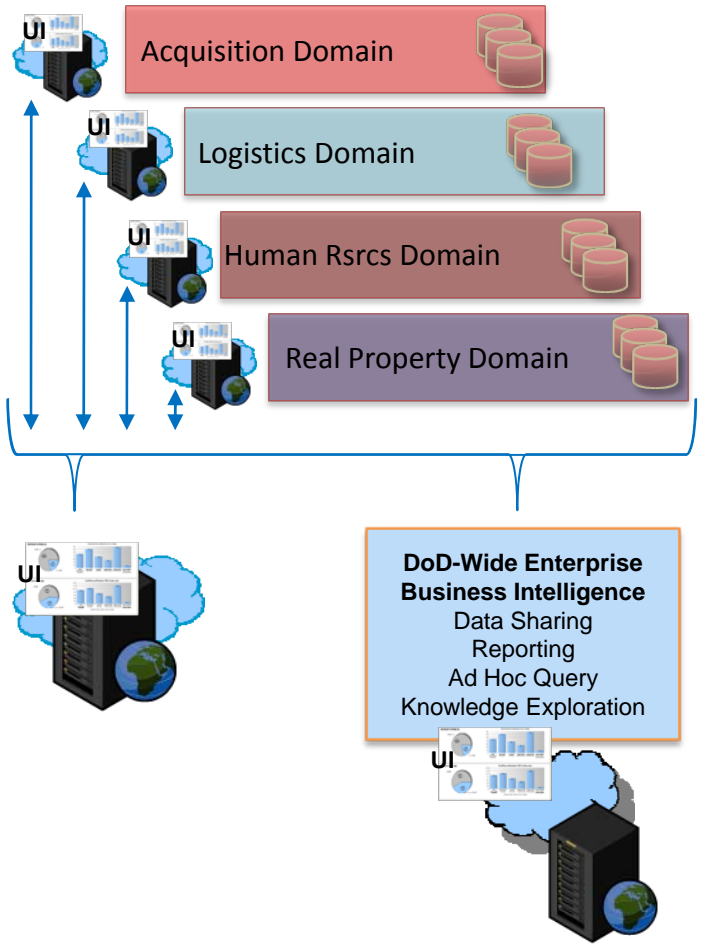 UI
Acquisition Domain
UI
Logistics Domain
UI
Human Rsrcs Domain
UI
Real Property Domain
UI
DoD-Wide Enterprise
Business Intelligence
Data Sharing
Reporting
Ad Hoc Query
Knowledge Exploration
UI